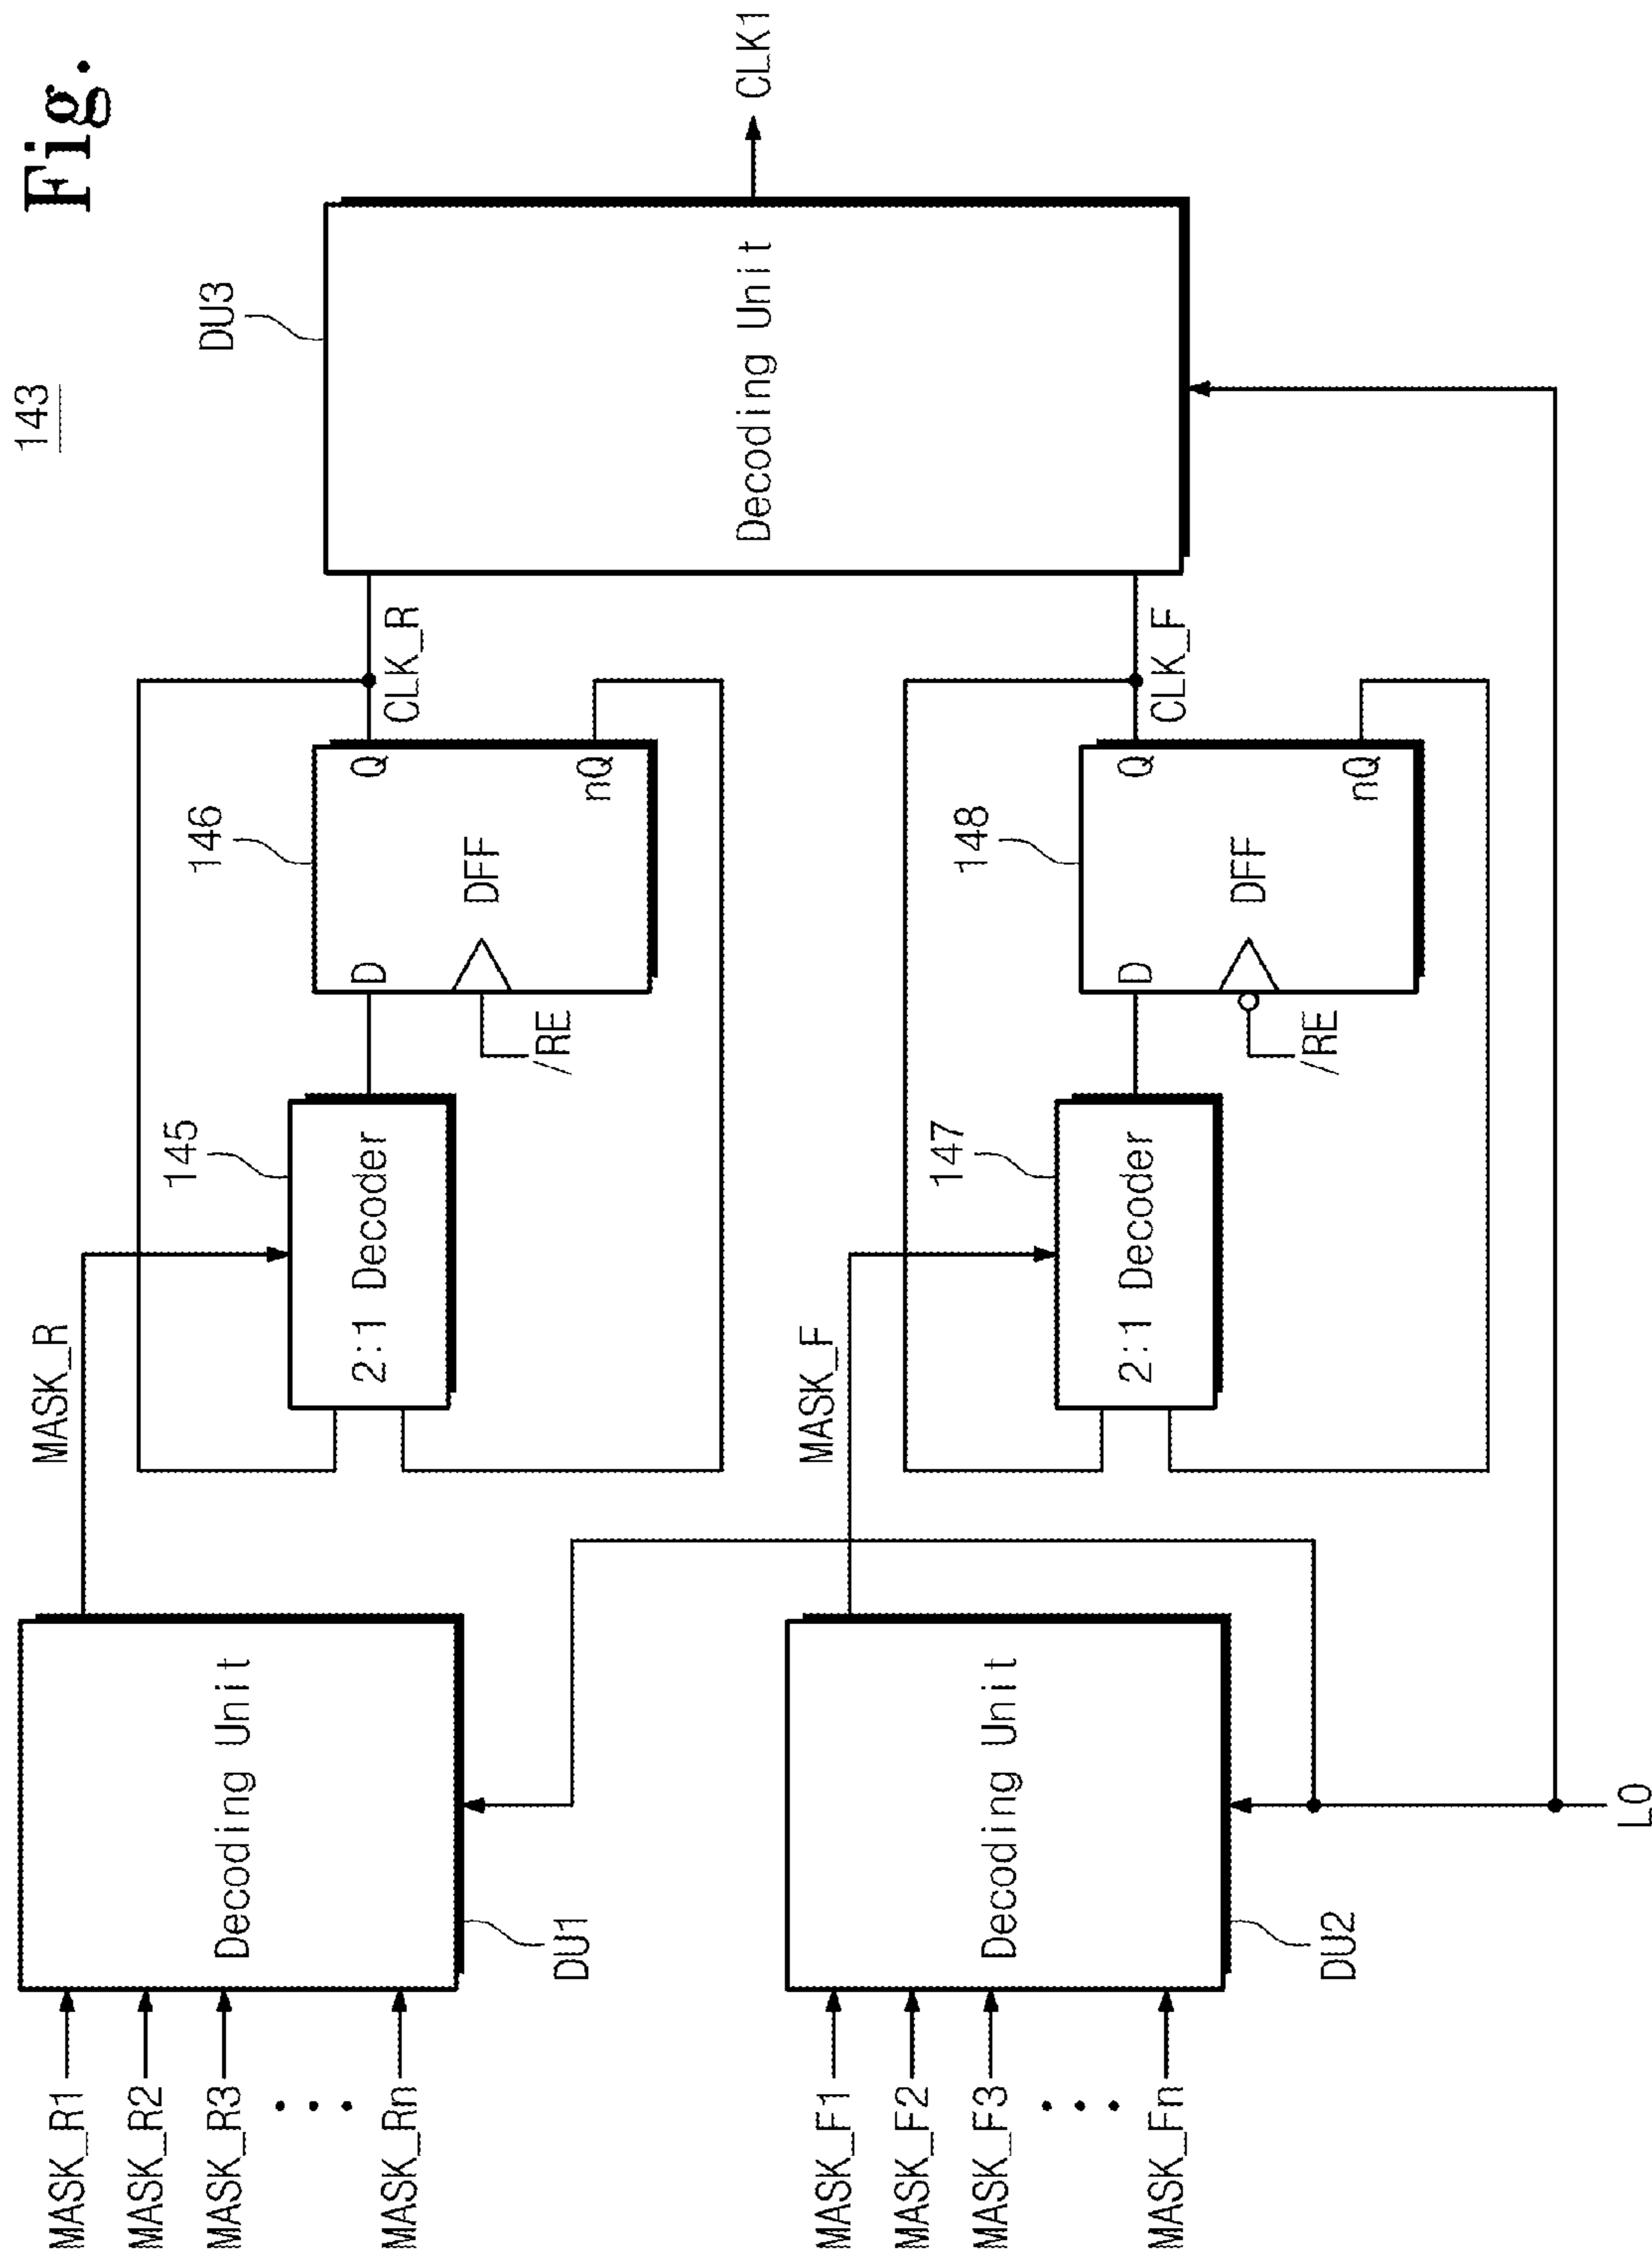 Fig.
143
MASK_R1
MASK_R2
MASK_R3
MASK_Rn
Decoding Unit
DU1
MASK_R
145
2:1 Decoder
146
D
Q
DFF
nQ
/RE
CLK_R
DU3
Decoding Unit
CLK1
MASK_F1
MASK_F2
MASK_F3
MASK_Fn
Decoding Unit
DU2
MASK_F
147
2:1 Decoder
148
D
Q
DFF
nQ
/RE
CLK_F
LO